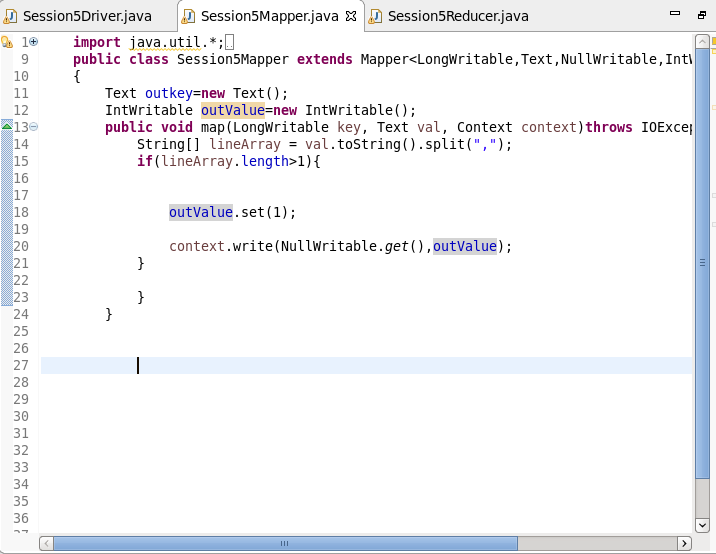 Session5Driver.java Session5Mapper.java Session5Reducer.java
1 import java.util.*;
9 public class Session5Mapper extends Mapper<LongWritable,Text,NullWritable,IntW
10 {
11 Text outkey=new Text();
12 IntWritable outValue=new IntWritable();
13 public void map(LongWritable key, Text val, Context context)throws IOExcep
14 String[] lineArray = val.toString().split(",");
15 if(lineArray.length>1){
16
17
18 outValue.set(1);
19
20 context.write(NullWritable.get(),outValue);
21 }
22
23 }
24 }
25
26
27
28
29
30
31
32
33
34
35
36
37